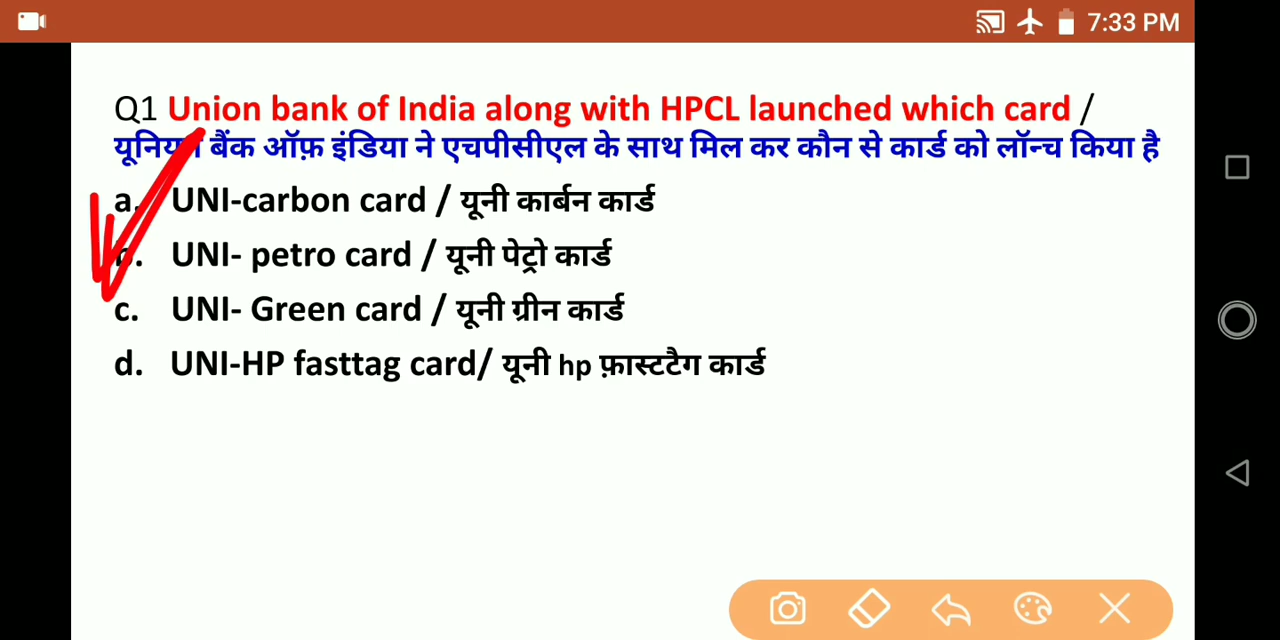 7:33 PM
Q1 Union bank of India along with HPCL launched which card /
यूनियन बैंक ऑफ़ इंडिया ने एचपीसीएल के साथ मिल कर कौन से कार्ड को लॉन्च किया है
a. UNI-carbon card / यूनी कार्बन कार्ड
b. UNI- petro card / यूनी पेट्रो कार्ड
c. UNI- Green card / यूनी ग्रीन कार्ड
d. UNI-HP fasttag card/ यूनी hp फ़ास्टटैग कार्ड